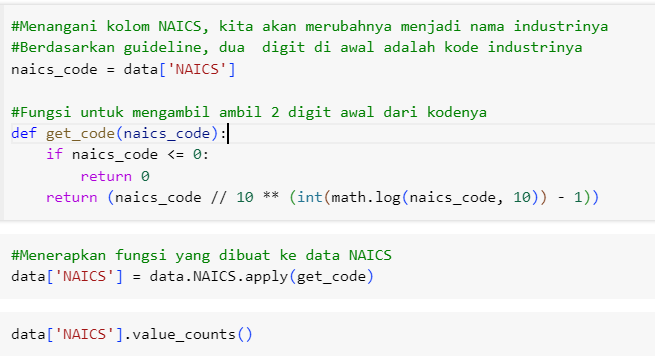 #Menangani kolom NAICS, kita akan merubahnya menjadi nama industrinya
#Berdasarkan guideline, dua  digit di awal adalah kode industrinya
naics_code = data['NAICS']
#Fungsi untuk mengambil ambil 2 digit awal dari kodenya
def get_code(naics_code):
    if naics_code <= 0:
        return 0
    return (naics_code // 10 ** (int(math.log(naics_code, 10)) - 1))
#Menerapkan fungsi yang dibuat ke data NAICS
data['NAICS'] = data.NAICS.apply(get_code)
data['NAICS'].value_counts()